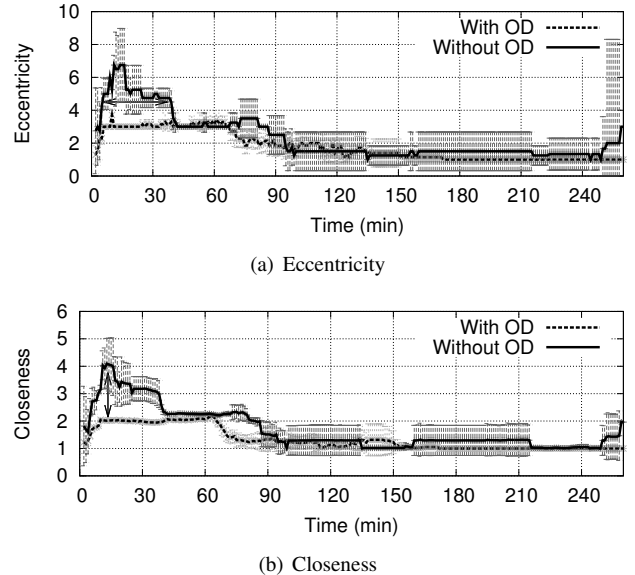 10
8
6
4
2
0
Eccentricity
With OD
Without OD
0 30 60 90 120 150 180 210 240
Time (min)
(a) Eccentricity
6
5
4
3
2
1
0
Closeness
With OD
Without OD
0 30 60 90 120 150 180 210 240
Time (min)
(b) Closeness